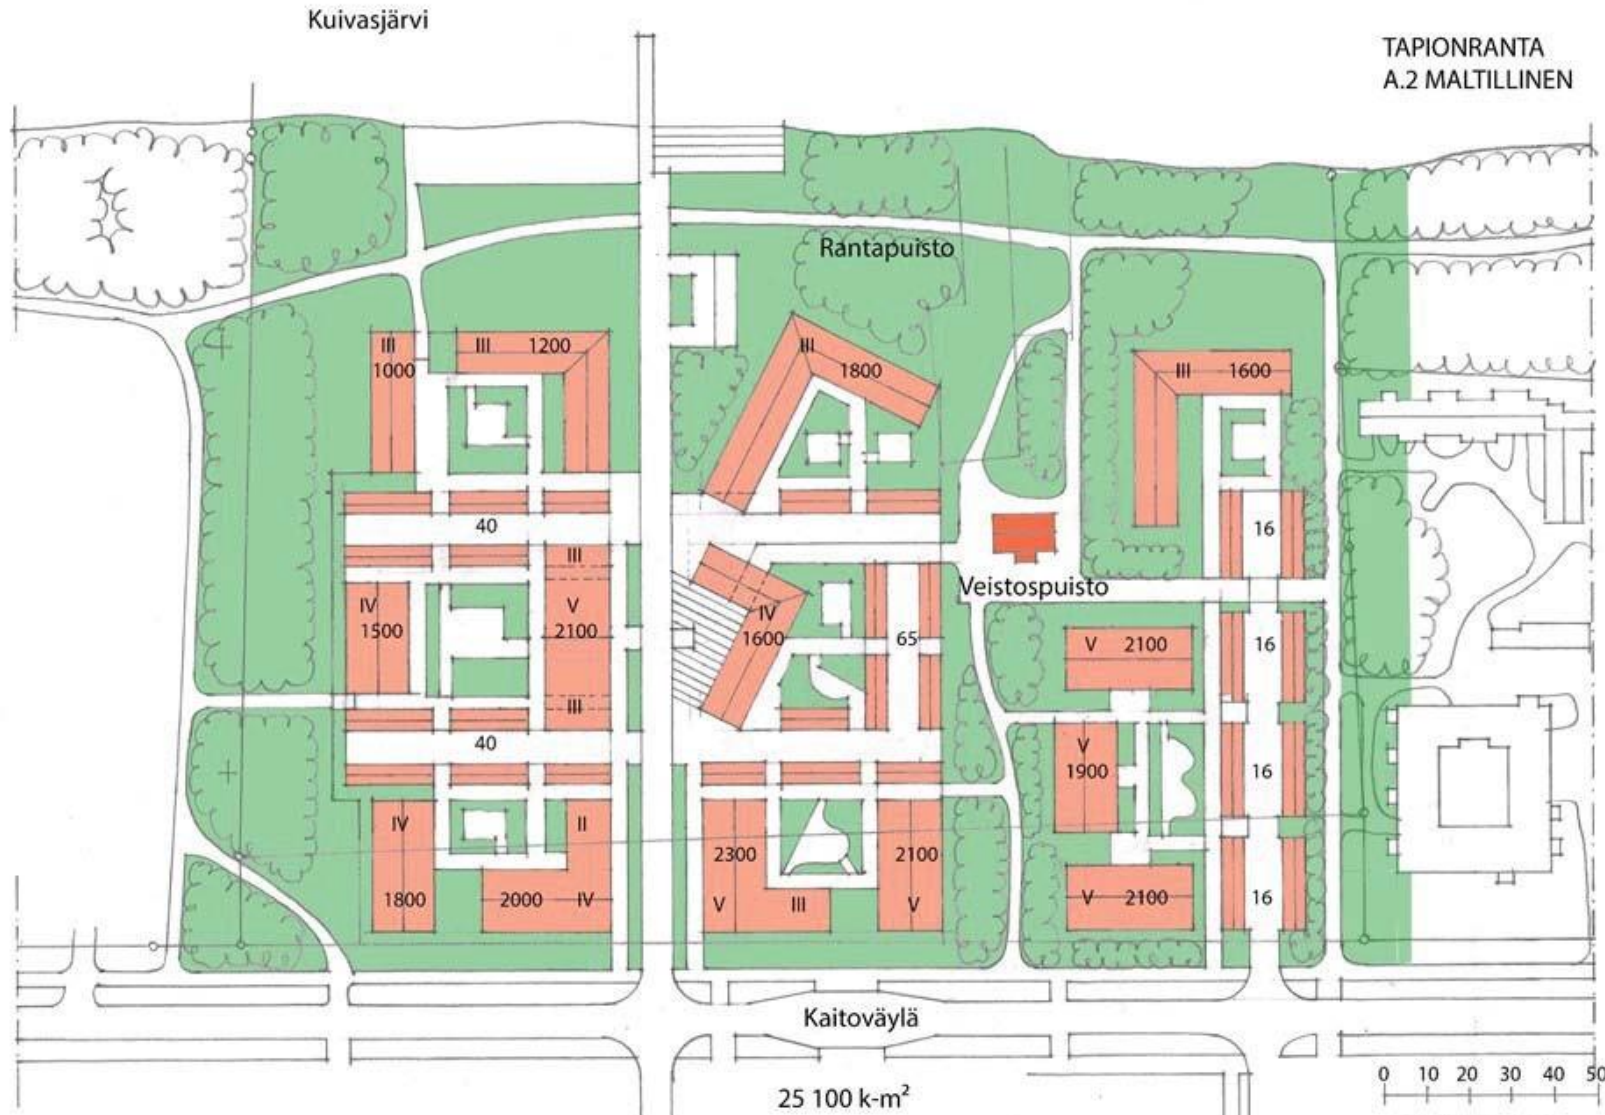 Kuivasjärvi
TAPIONRANTA
A.2 MALTILLINEN
Rantapuisto
III
1000
III 1200
III
1800
III 1600
40
16
III
Veistospuisto
IV
1500
V
2100
IV
1600
65
V 2100
16
III
40
V
1900
16
IV
II
2300
2100
1800
2000 IV
V
III
V
V 2100
16
Kaitoväylä
25 100 k-m²
0 10 20 30 40 50